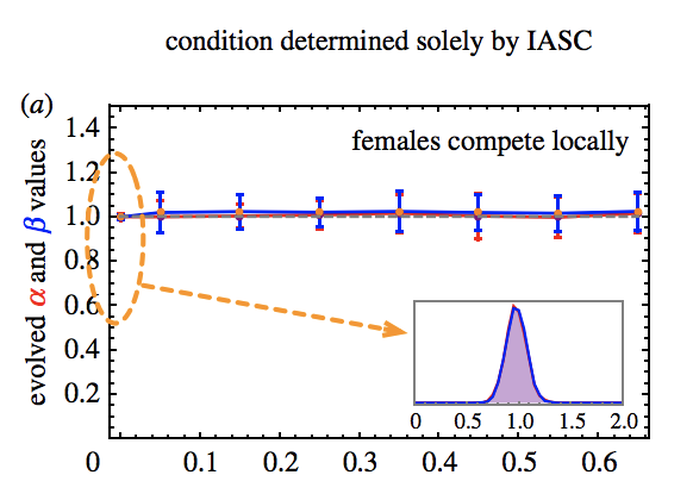 condition determined solely by IASC
(a)
females compete locally
evolved α and β values
1.4
1.2
1.0
0.8
0.6
0.4
0.2
0 0.5 1.0 1.5 2.0
0 0.1 0.2 0.3 0.4 0.5 0.6